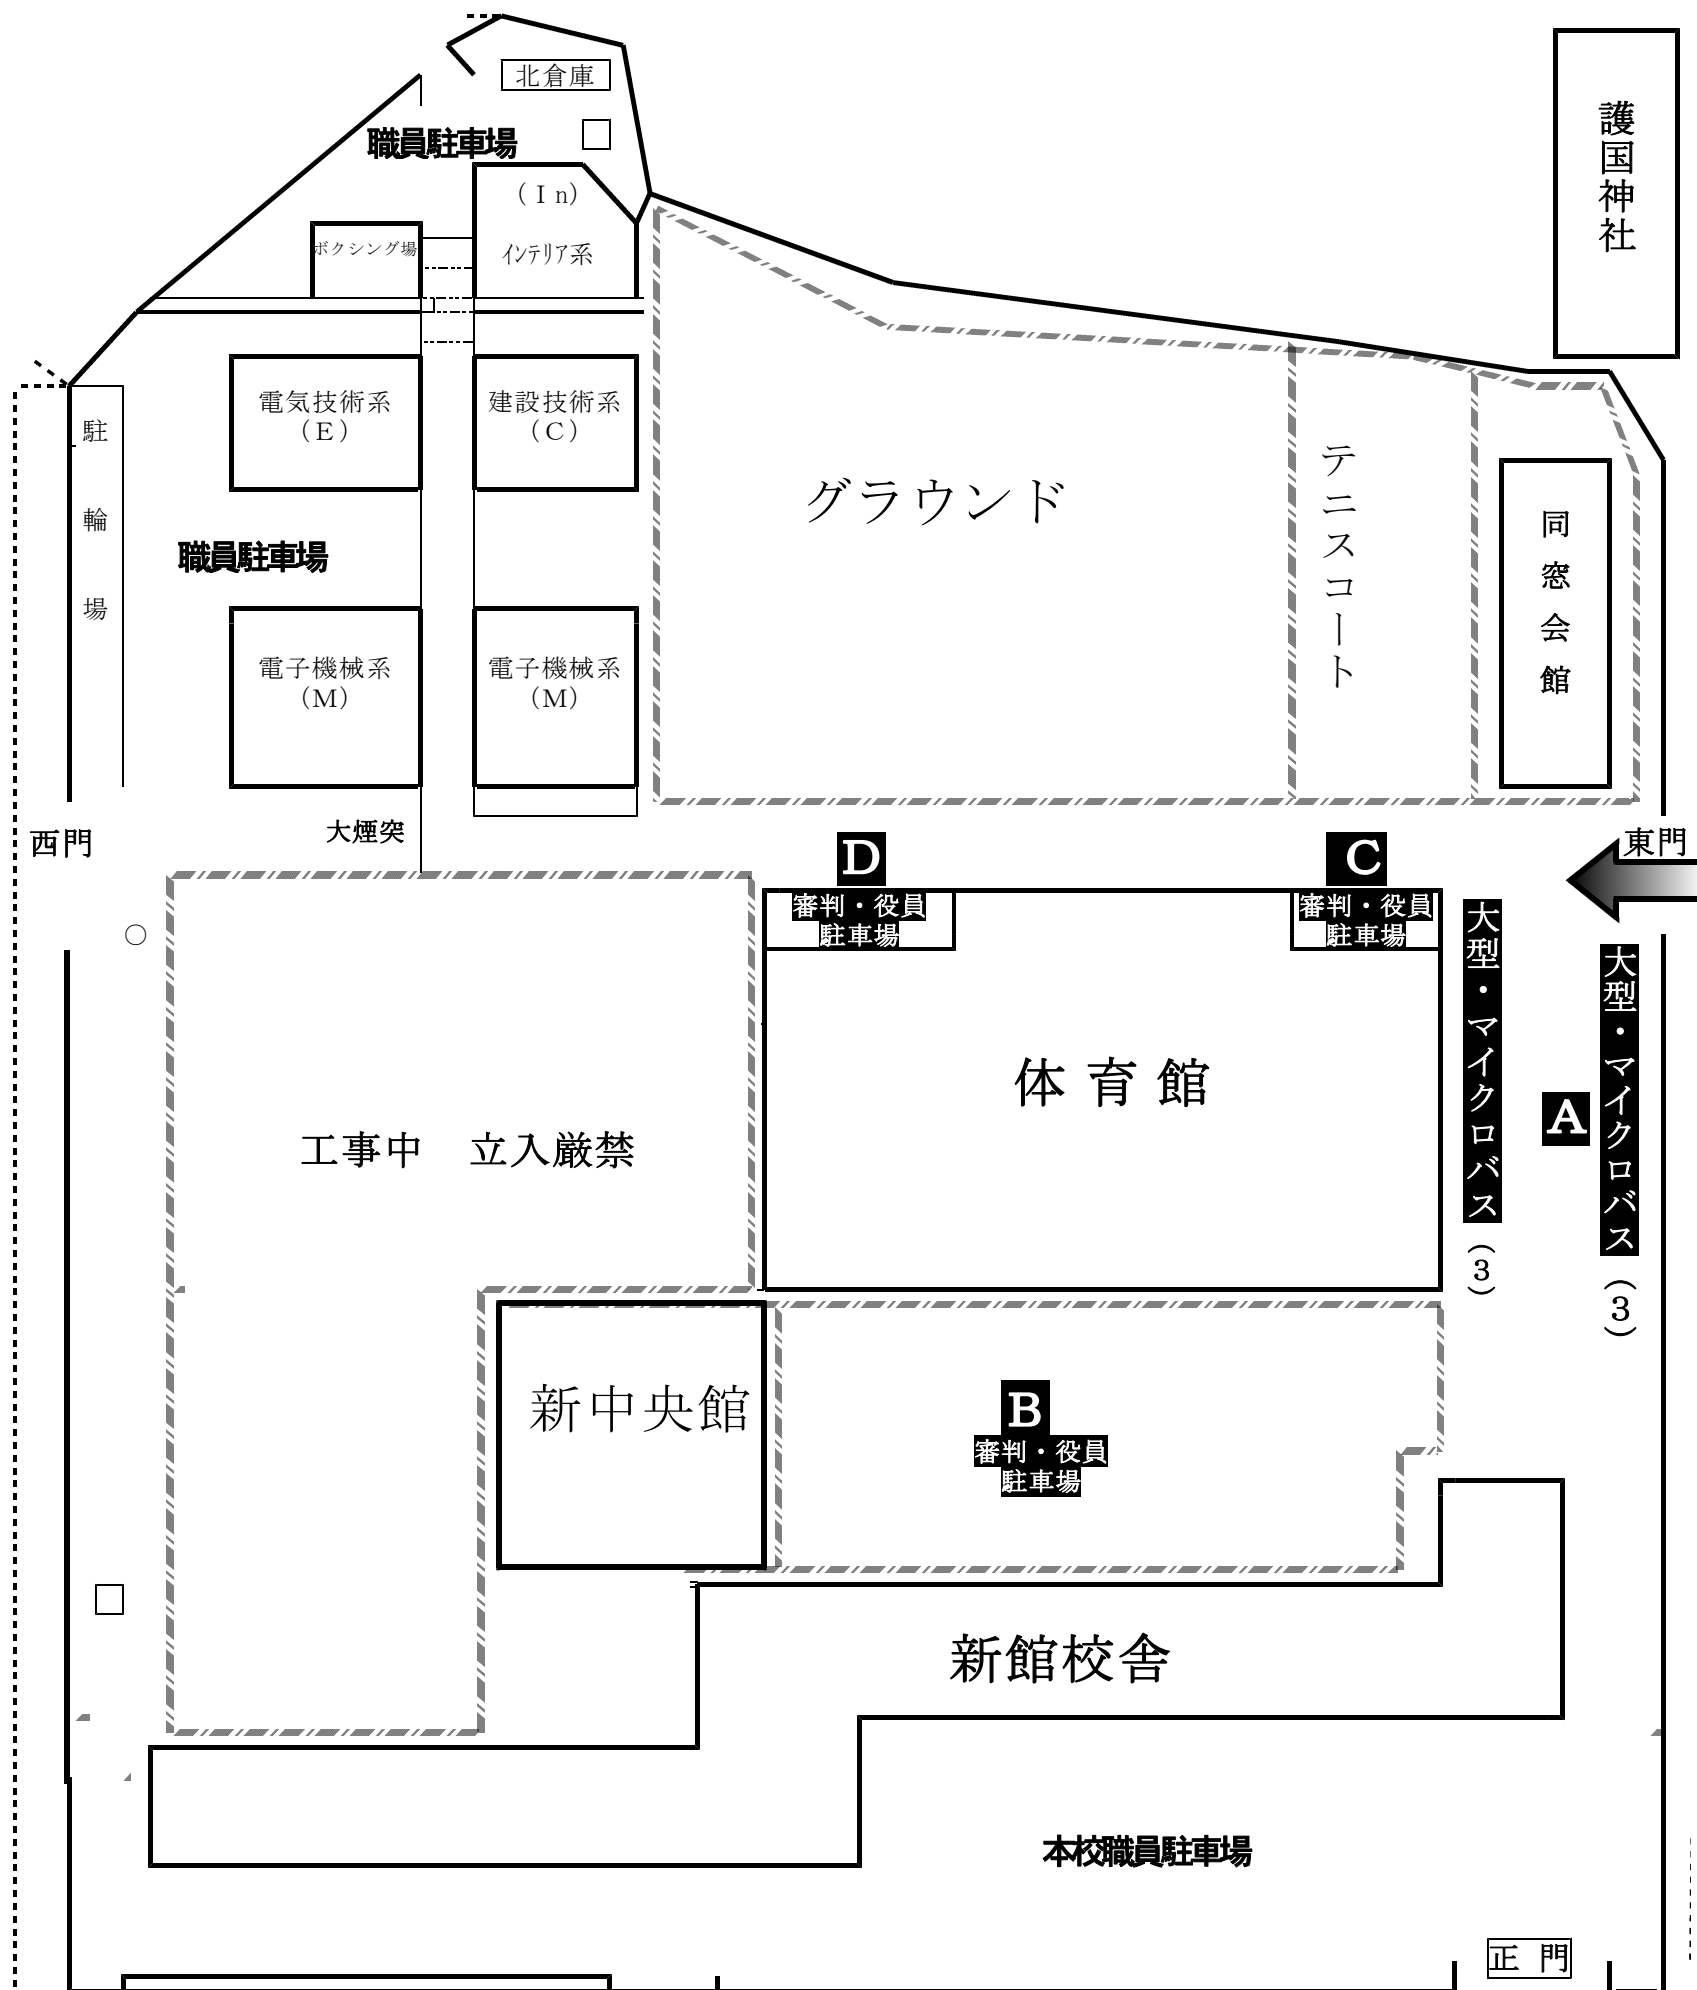 北倉庫
護国神社
職員駐車場
（Ｉn）
ボクシング場
インテリア系
電気技術系
（E）
建設技術系
（C）
駐輪場
グラウンド
テニスコート
同窓会館
職員駐車場
電子機械系
（M）
電子機械系
（M）
西門
大煙突
D
C
東門
審判・役員
駐車場
審判・役員
駐車場
大型・マイクロバス（３）
大型・マイクロバス（３）
A
体育館
工事中　立入厳禁
新中央館
B
審判・役員
駐車場
新館校舎
本校職員駐車場
正 門